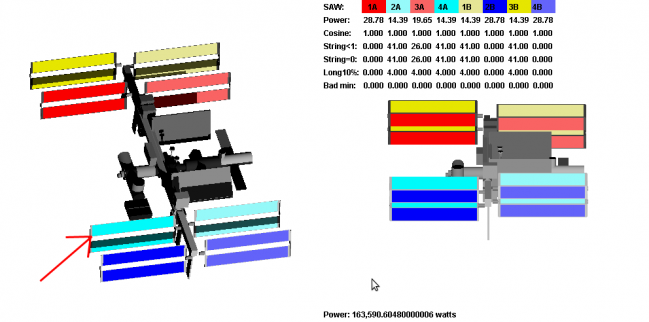 SAW: 1A 2A 3A 4A 1B 2B 3B 4B
Power: 28.78 14.39 19.65 14.39 28.78 14.39 14.39 28.78
Cosine: 1.000 1.000 1.000 1.000 1.000 1.000 1.000 1.000
String<1: 0.000 41.00 26.00 41.00 0.000 41.00 41.00 0.000
String=0: 0.000 41.00 26.00 41.00 0.000 41.00 41.00 0.000
Long10%: 0.000 4.000 4.000 4.000 0.000 4.000 4.000 0.000
Bad min: 0.000 0.000 0.000 0.000 0.000 0.000 0.000 0.000
Power: 163,590.60480000006 watts